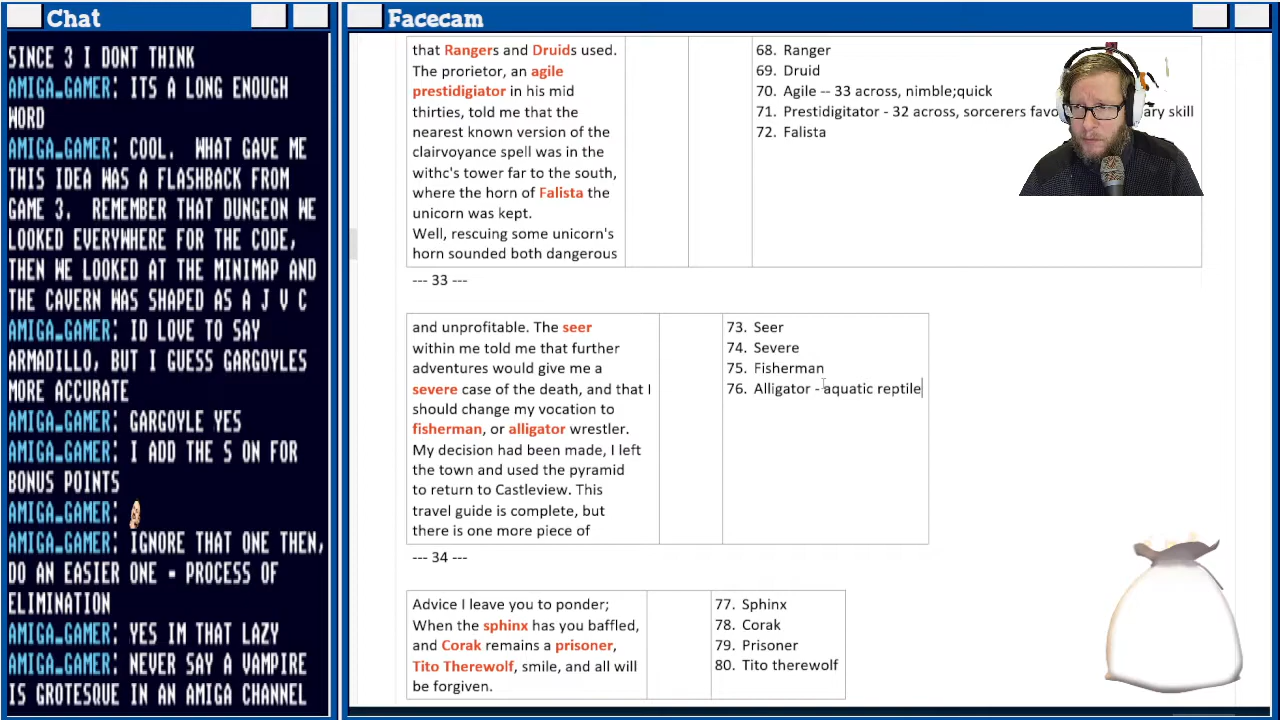 Chat
SINCE 3 I DONT THINK
AMIGA_GAMER: ITS A LONG ENOUGH
WORD
AMIGA_GAMER: COOL. WHAT GAVE ME
THIS IDEA WAS A FLASHBACK FROM
GAME 3. REMEMBER THAT DUNGEON WE
LOOKED EVERYWHERE FOR THE CODE,
THEN WE LOOKED AT THE MINIMAP AND
THE CAVERN WAS SHAPED AS A J V C
AMIGA_GAMER: ID LOVE TO SAY
ARMADILLO, BUT I GUESS GARGOYLES
MORE ACCURATE
AMIGA_GAMER: GARGOYLE YES
AMIGA_GAMER: I ADD THE S ON FOR
BONUS POINTS
AMIGA_GAMER:
AMIGA_GAMER: IGNORE THAT ONE THEN,
DO AN EASIER ONE - PROCESS OF
ELIMINATION
AMIGA_GAMER: YES IM THAT LAZY
AMIGA_GAMER: NEVER SAY A VAMPIRE
IS GROTESQUE IN AN AMIGA CHANNEL
Facecam
that Rangers and Druids used.
The prorietor, an agile
prestidigiator in his mid
thirties, told me that the
nearest known version of the
clairvoyance spell was in the
withc's tower far to the south,
where the horn of Falista the
unicorn was kept.
Well, rescuing some unicorn's
horn sounded both dangerous
68. Ranger
69. Druid
70. Agile -- 33 across, nimble;quick
71. Prestidigitator - 32 across, sorcerers favo ary skill
72. Falista
--- 33 ---
and unprofitable. The seer
within me told me that further
adventures would give me a
severe case of the death, and that I
should change my vocation to
fisherman, or alligator wrestler.
My decision had been made, I left
the town and used the pyramid
to return to Castleview. This
travel guide is complete, but
there is one more piece of
73. Seer
74. Severe
75. Fisherman
76. Alligator - aquatic reptile
--- 34 ---
Advice I leave you to ponder;
When the sphinx has you baffled,
and Corak remains a prisoner,
Tito Therewolf, smile, and all will
be forgiven.
77. Sphinx
78. Corak
79. Prisoner
80. Tito therewolf